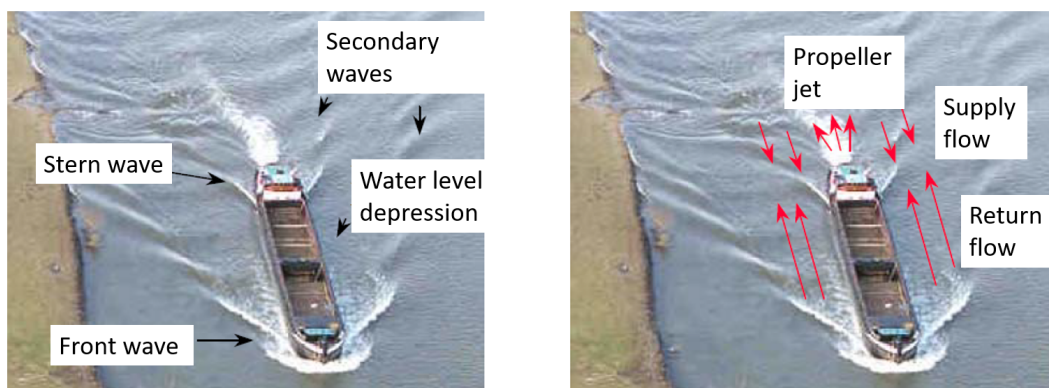 Secondary
waves
Stern wave
Water level
depression
Front wave
Propeller
jet
Supply
flow
Return
flow